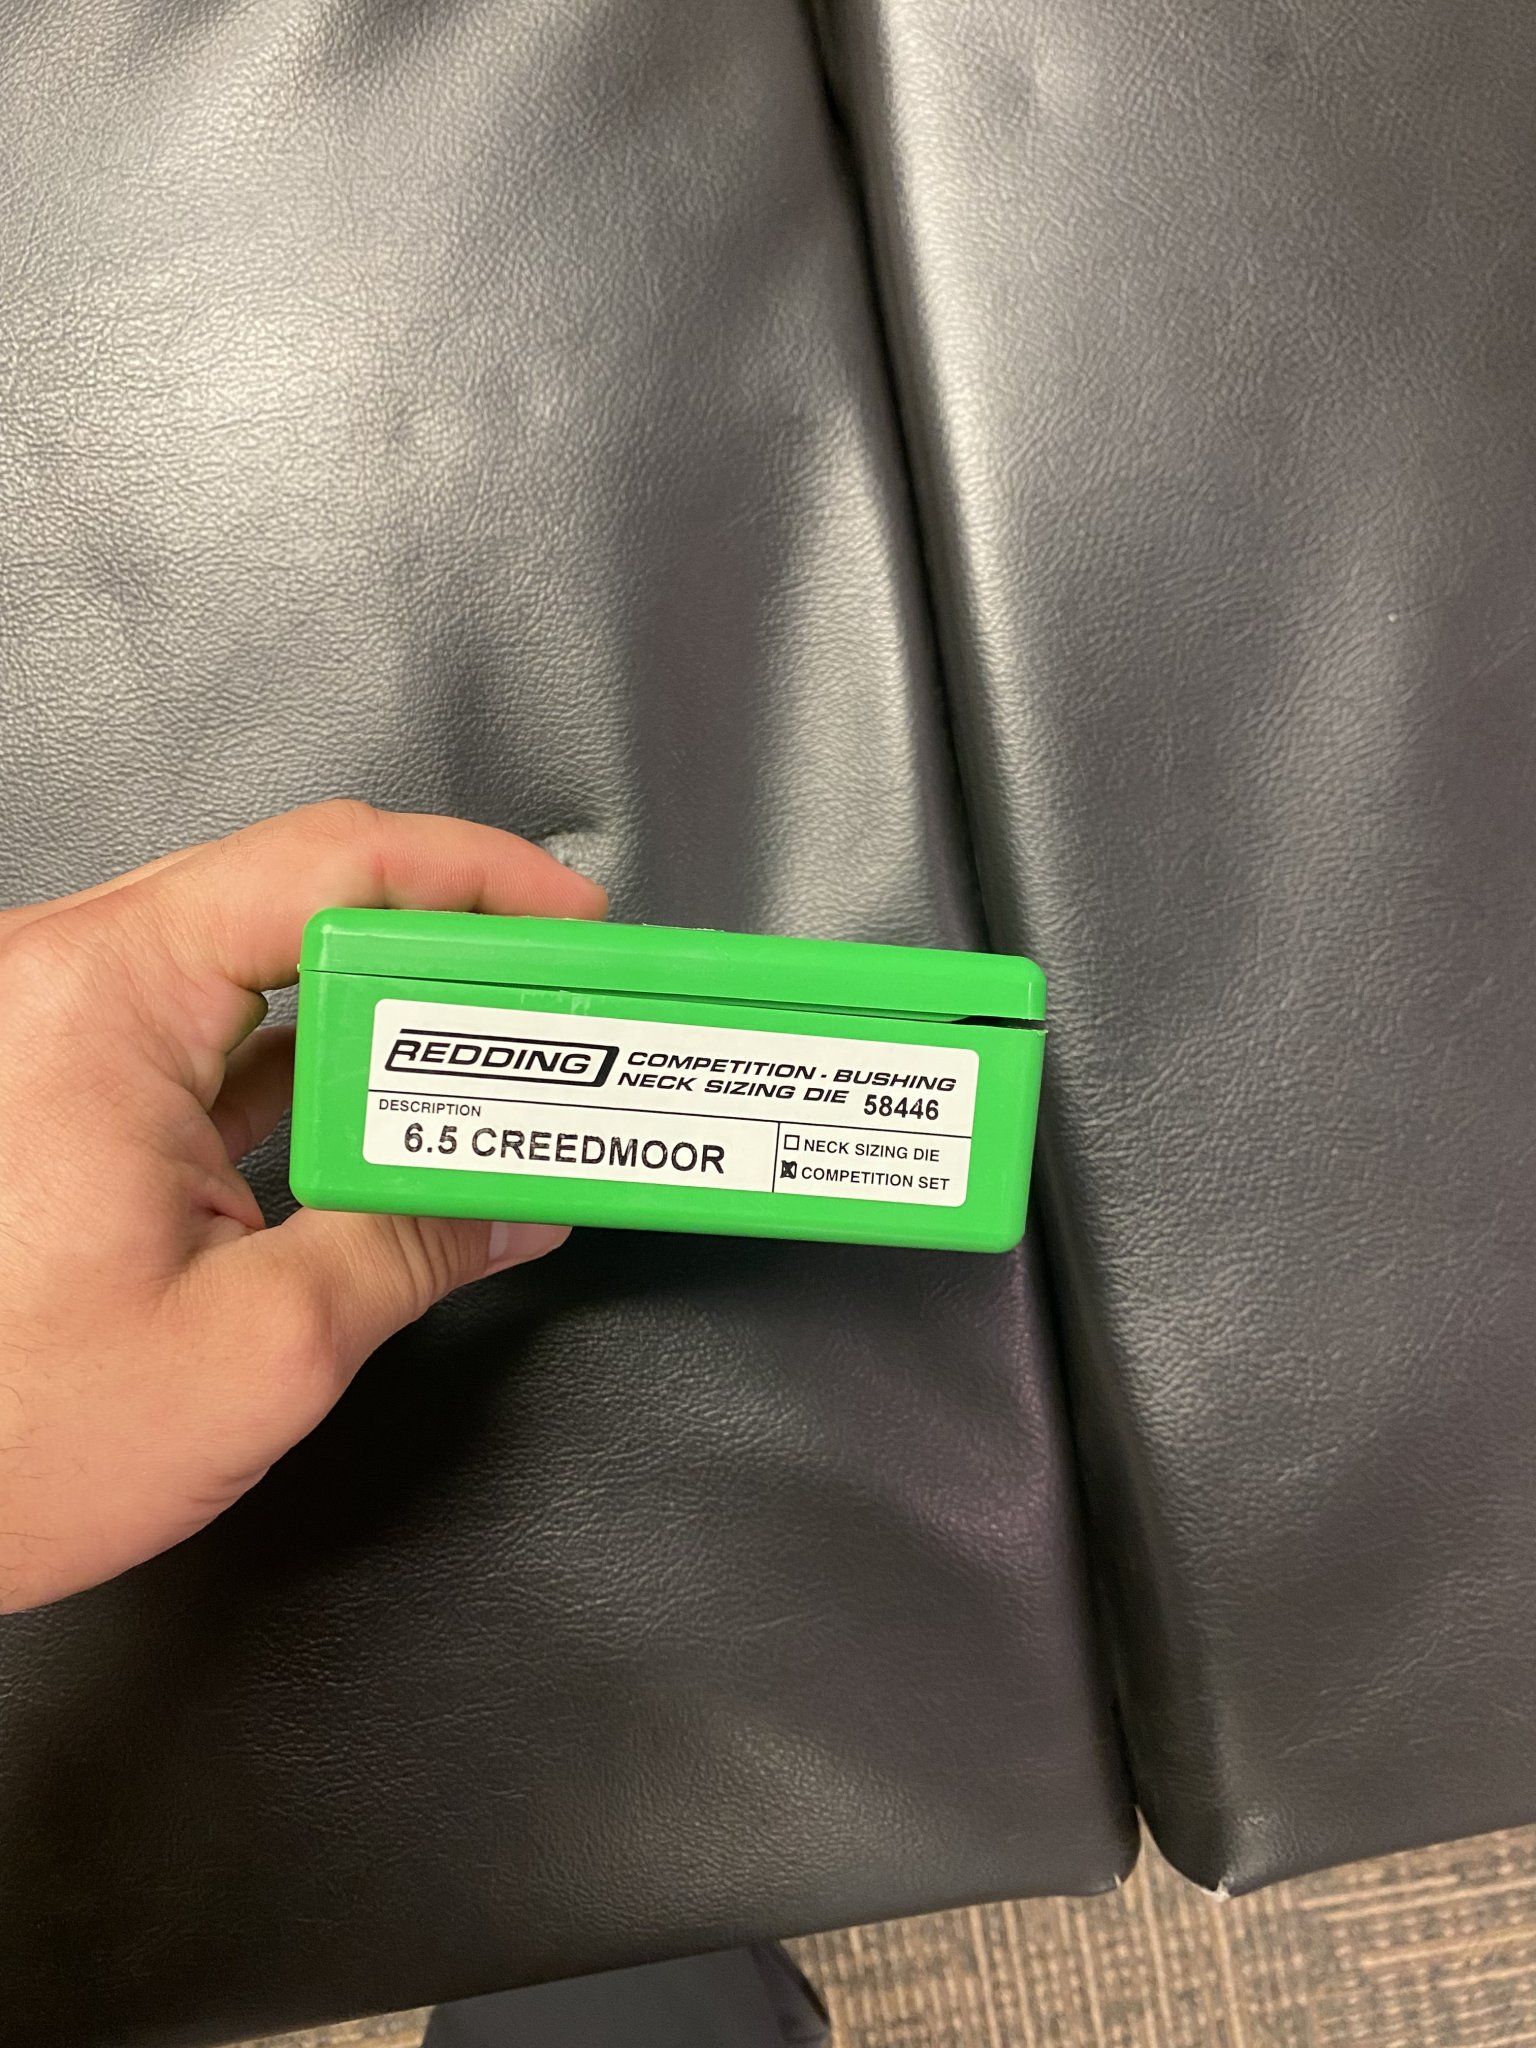 REDDING
COMPETITION - BUSHING
NECK SIZING DIE 58446
DESCRIPTION
6.5 CREEDMOOR
NECK SIZING DIE
COMPETITION SET